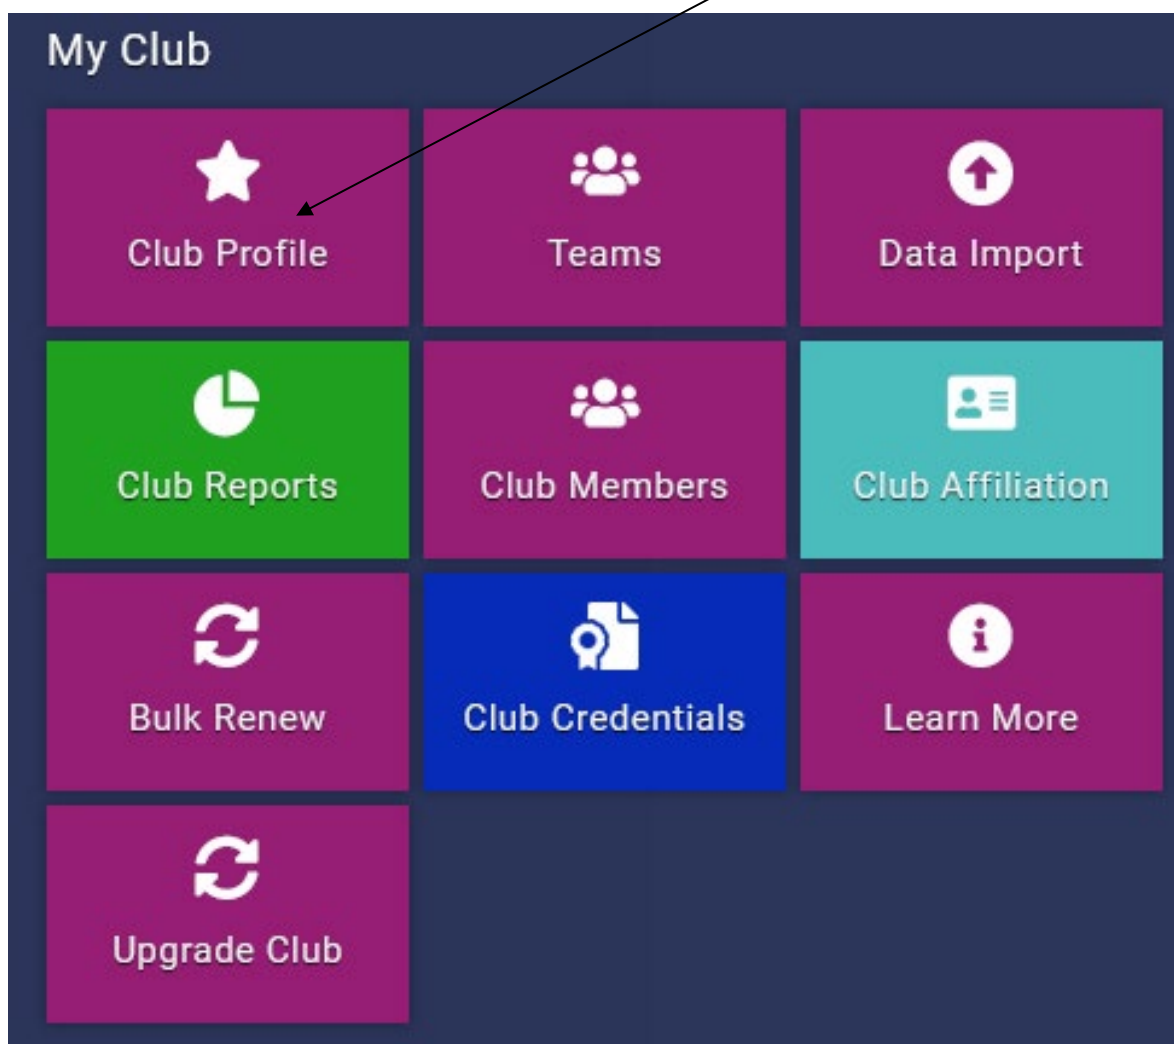 My Club
Club Profile
Teams
Data Import
Club Reports
Club Members
Club Affiliation
Bulk Renew
Club Credentials
Learn More
Upgrade Club